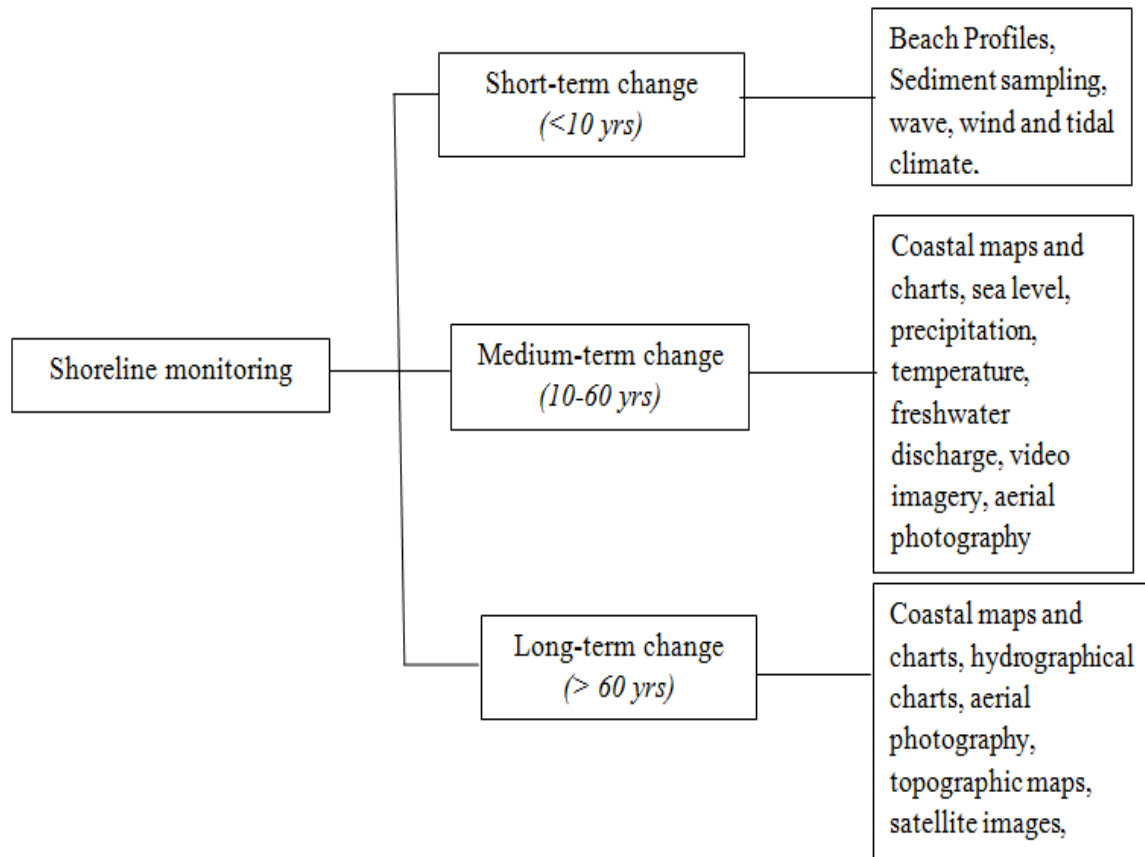 Shoreline monitoring
Short-term change
(<10 yrs)
Beach Profiles,
Sediment sampling,
wave, wind and tidal
climate.
Medium-term change
(10-60 yrs)
Coastal maps and
charts, sea level,
precipitation,
temperature,
freshwater
discharge, video
imagery, aerial
photography
Long-term change
(> 60 yrs)
Coastal maps and
charts, hydrographical
charts, aerial
photography,
topographic maps,
satellite images,